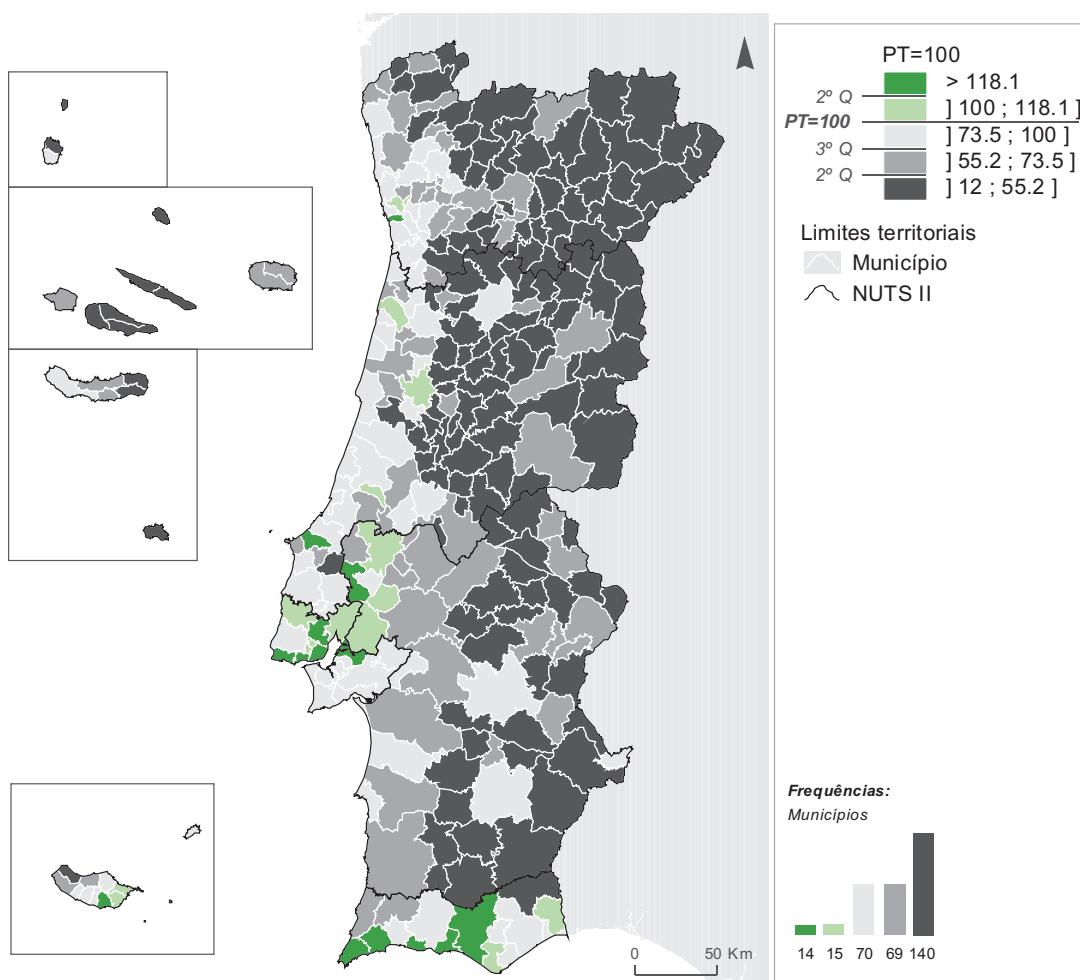 PT=100
> 118.1
2º Q
] 100 ; 118.1 ]
PT=100
] 73.5 ; 100 ]
3º Q
] 55.2 ; 73.5 ]
2º Q
] 12 ; 55.2 ]
Limites territoriais
Município
NUTS II
Frequências:
Municípios
14 15 70 69 140
0 50 Km